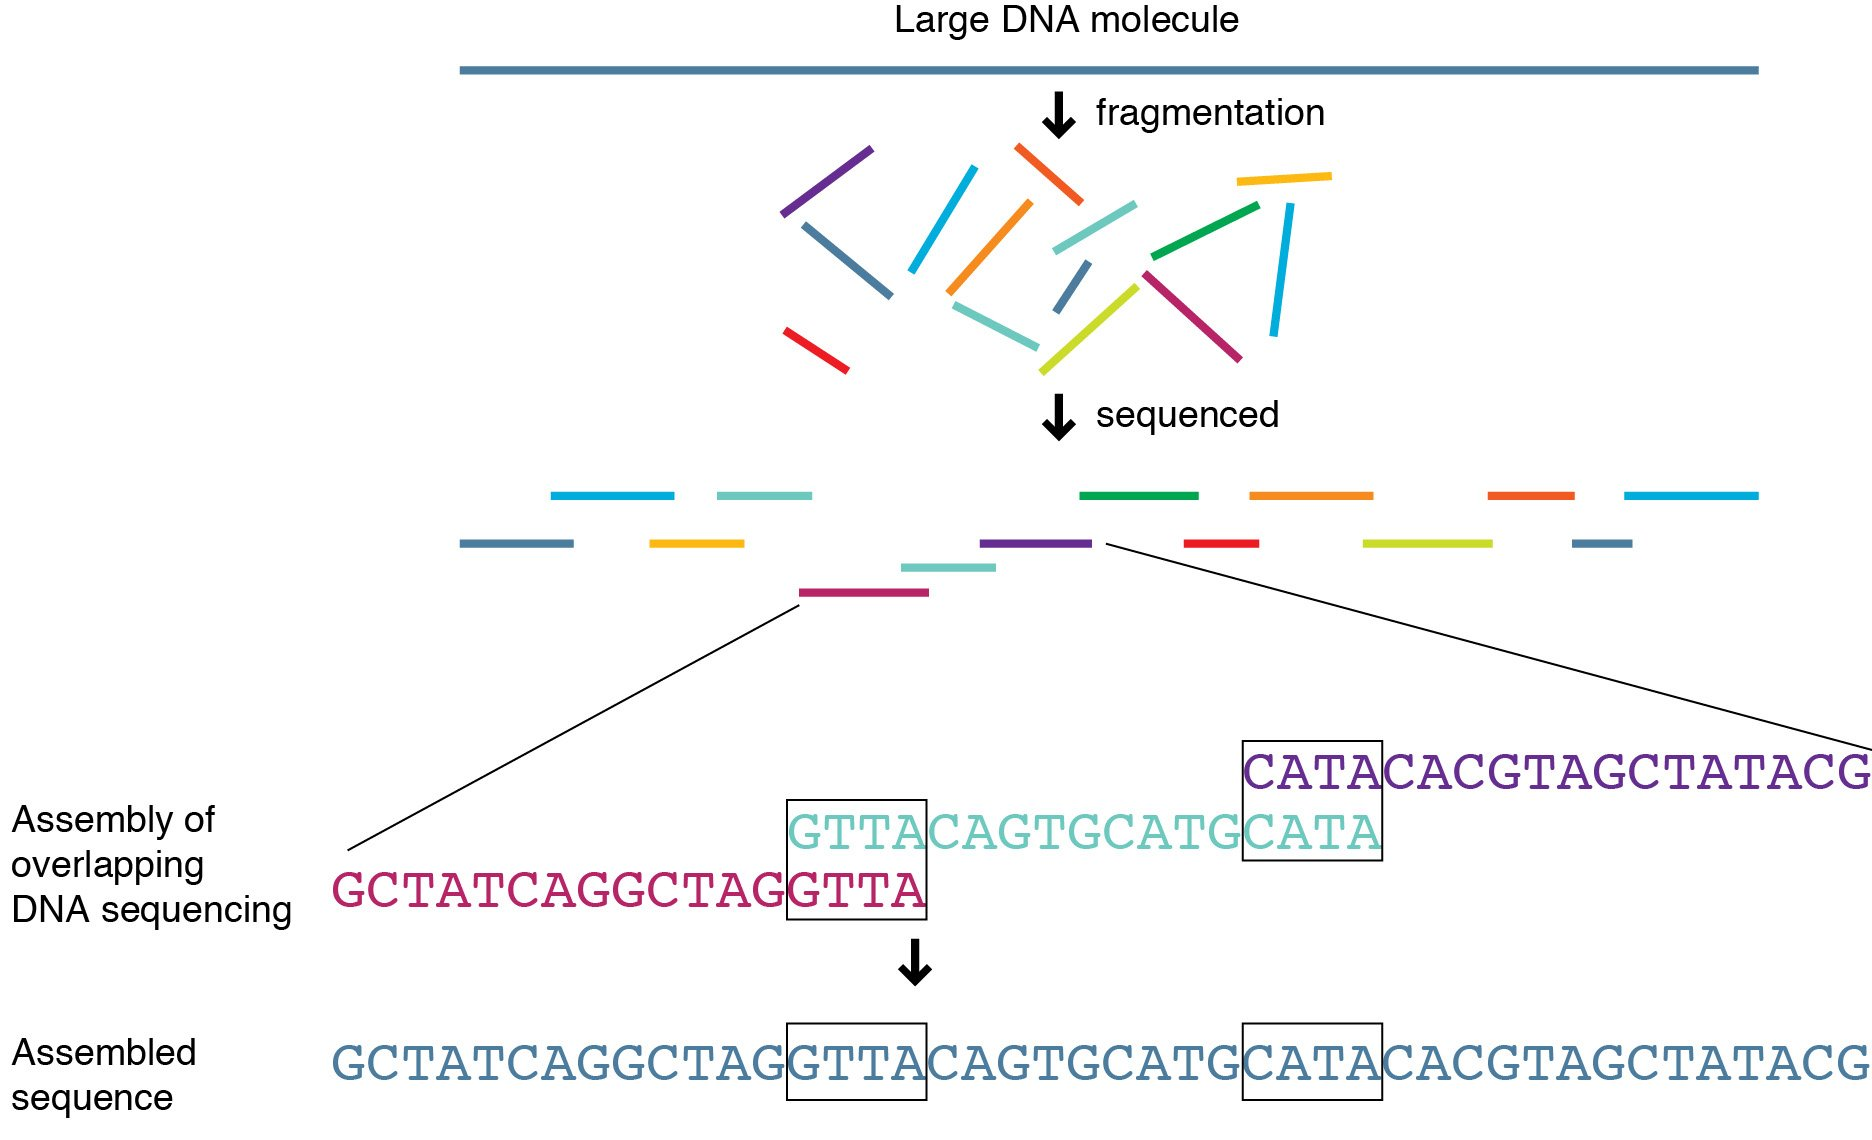 Large DNA molecule
fragmentation
sequenced
CATACACGTAGCTATACG
GTTACAGTGCATGCATA
GCTATCAGGCTAGGTTA
Assembly of
overlapping
DNA sequencing
GCTATCAGGCTAGGTTACAGTGCATGCATACACGTAGCTATACG
Assembled
sequence